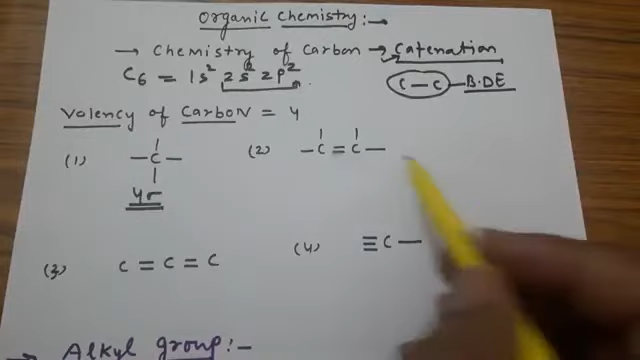 Organic Chemistry:→
→ Chemistry of Carbon → Catenation
C6 = 1s² 2s² 2p²
C—C — B.DE
Valency of Carbon = 4
(1) —C— (2) —C=C—
4σ
(3) C=C=C (4) ≡C—
→ Alkyl group:-